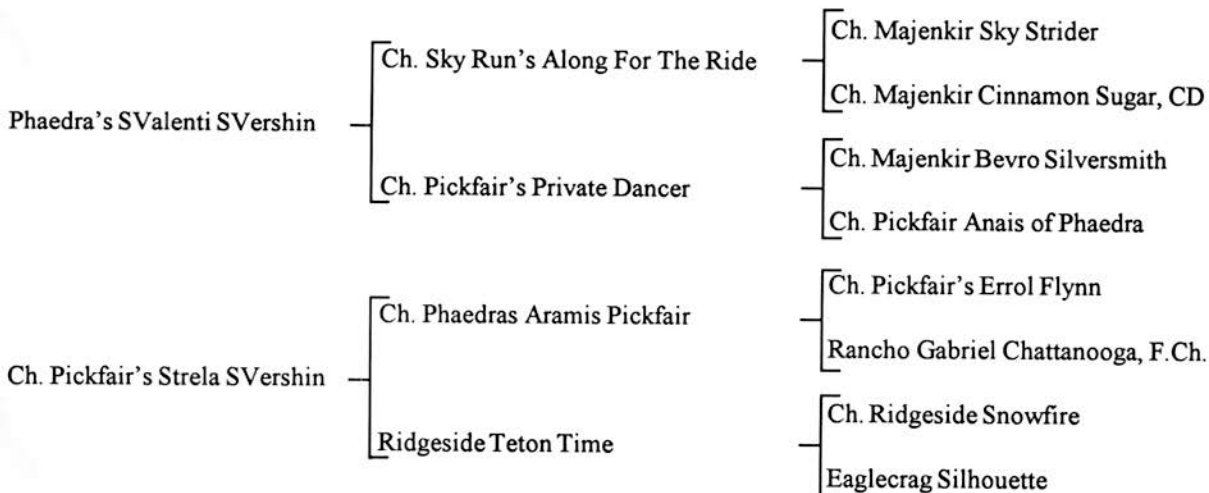 Ch. Majenkir Sky Strider
Ch. Sky Run's Along For The Ride
Ch. Majenkir Cinnamon Sugar, CD
Phaedra's SValenti SVershin
Ch. Majenkir Bevro Silversmith
Ch. Pickfair's Private Dancer
Ch. Pickfair Anais of Phaedra
Ch. Pickfair's Errol Flynn
Ch. Phaedras Aramis Pickfair
Rancho Gabriel Chattanooga, F.Ch.
Ch. Pickfair's Strela SVershin
Ch. Ridgeside Snowfire
Ridgeside Teton Time
Eaglecrag Silhouette